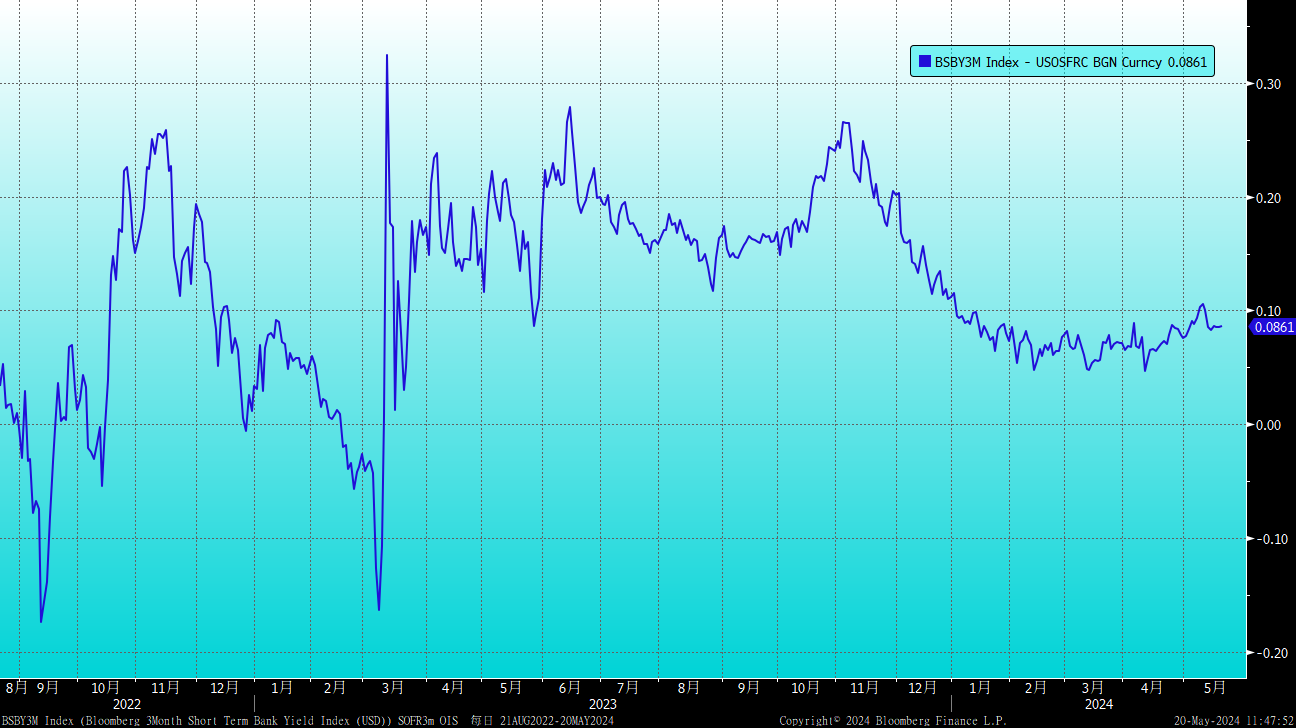 BSBY3M Index - USOSFRC BGN Curncy 0.0861
0.30
0.20
0.10
0.0861
0.00
-0.10
-0.20
8月 9月 10月 11月 12月 1月 2月 3月 4月 5月 6月 7月 8月 9月 10月 11月 12月 1月 2月 3月 4月 5月
2022 2023 2024
BSBY3M Index (Bloomberg 3Month Short Term Bank Yield Index (USD)) SOFR3m OIS 每日 21AUG2022-20MAY2024 Copyright© 2024 Bloomberg Finance L.P. 20-May-2024 11:47:52